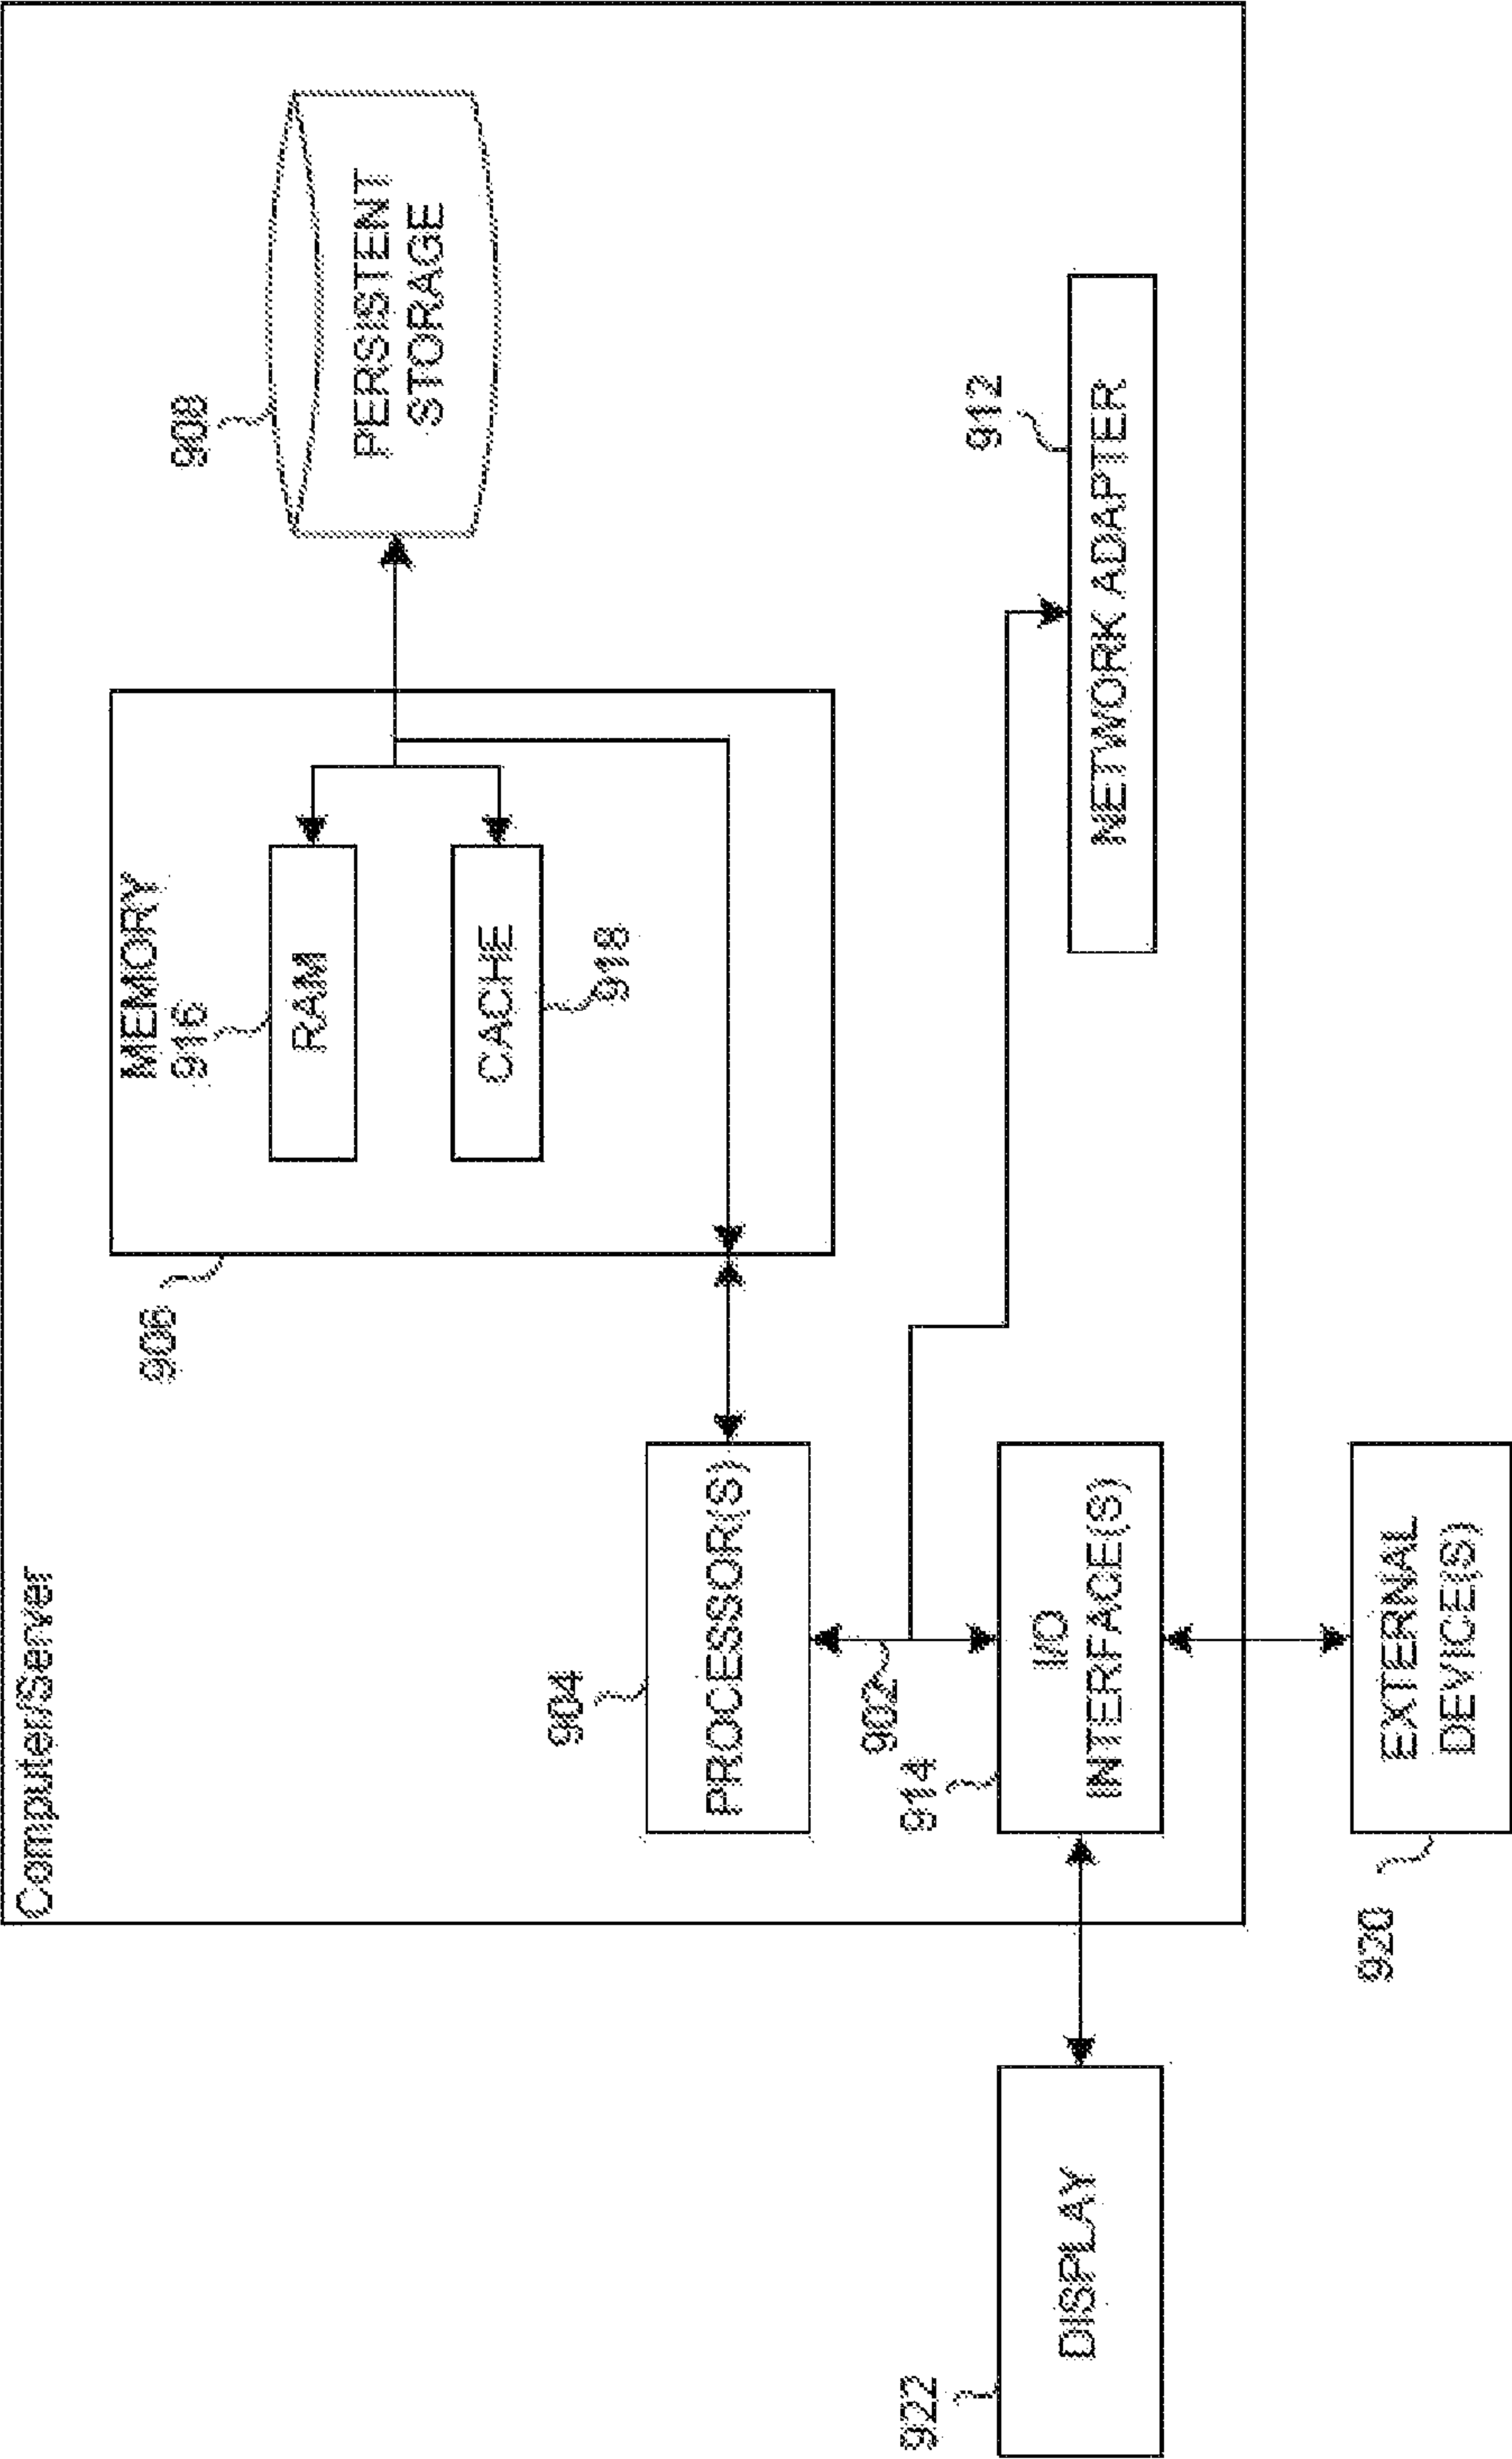 Computer/Server
MEMORY
906
916
RAM
CACHE
918
908
PERSISTENT
STORAGE
904
PROCESSOR(S)
902
914
I/O
INTERFACE(S)
912
NETWORK ADAPTER
922
DISPLAY
920
EXTERNAL
DEVICE(S)